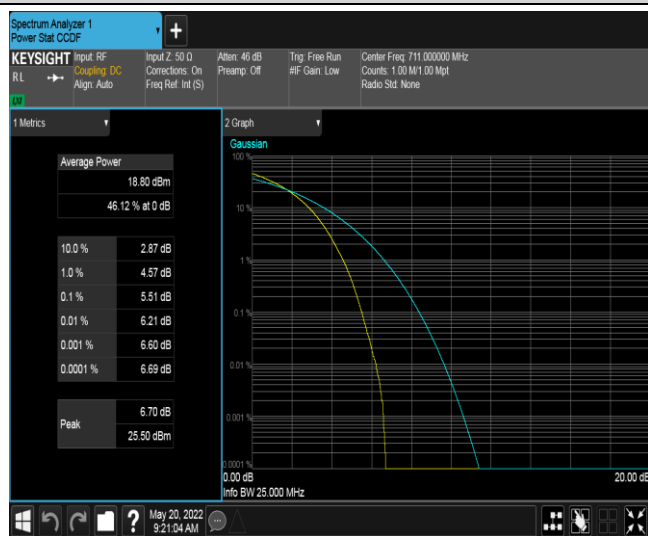 Spectrum Analyzer 1
Power Stat CCDF
KEYSIGHT
RL
LXI
Input: RF
Coupling: DC
Align: Auto
Input Z: 50 Ω
Corrections: On
Freq Ref: Int (S)
Atten: 46 dB
Preamp: Off
Trig: Free Run
#IF Gain: Low
Center Freq: 711.000000 MHz
Counts: 1.00 M/1.00 Mpt
Radio Std: None
1 Metrics
Average Power
18.80 dBm
46.12 % at 0 dB
10.0 % 2.87 dB
1.0 % 4.57 dB
0.1 % 5.51 dB
0.01 % 6.21 dB
0.001 % 6.60 dB
0.0001 % 6.69 dB
Peak
6.70 dB
25.50 dBm
2 Graph
Gaussian
100 %
10 %
1 %
0.1 %
0.01 %
0.001 %
0.0001 %
0.00 dB
20.00 dB
Info BW 25.000 MHz
May 20, 2022
9:21:04 AM